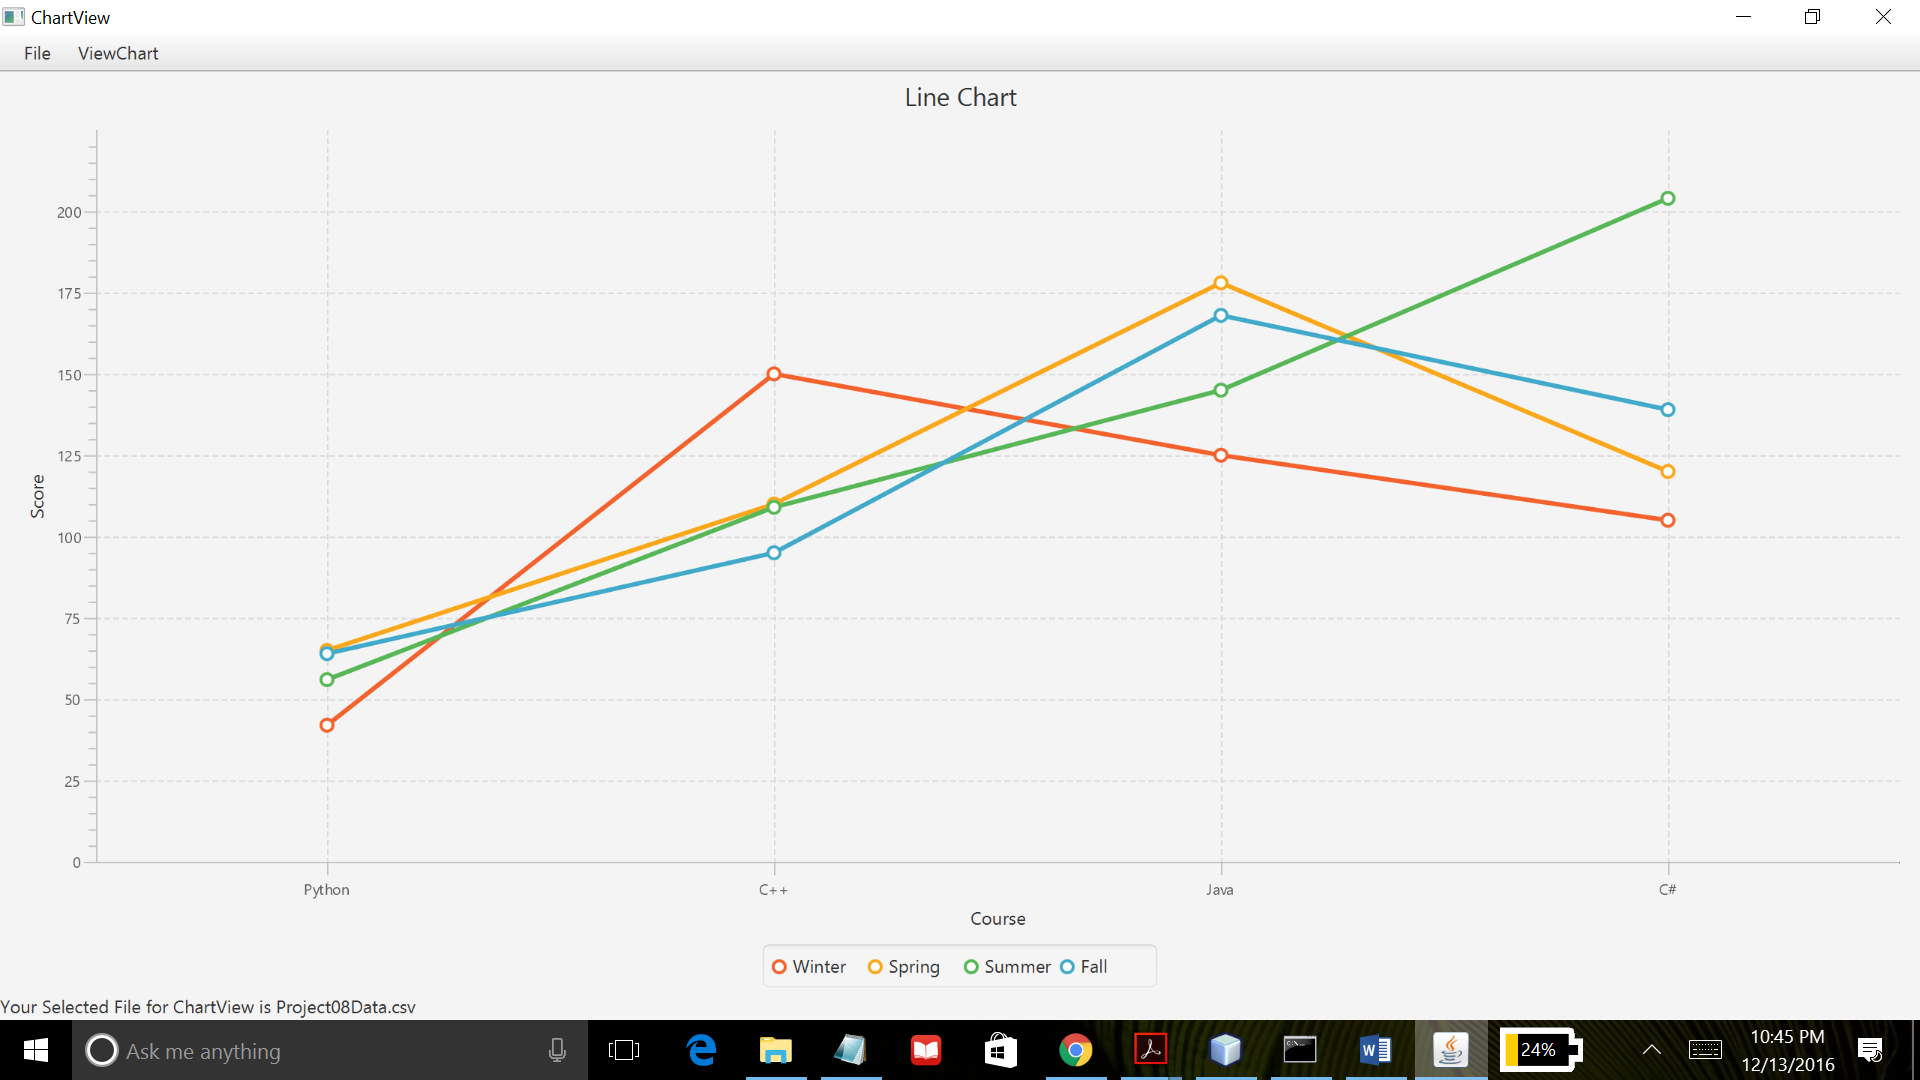 ChartView
File ViewChart
Line Chart
200
175
150
125
100
75
50
25
0
Score
Python C++ Java C#
Course
Winter Spring Summer Fall
Your Selected File for ChartView is Project08Data.csv
Ask me anything
24%
10:45 PM
12/13/2016